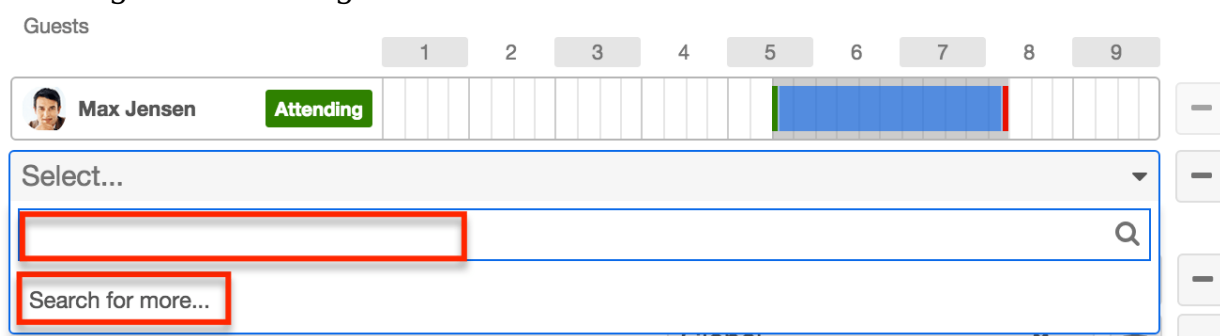 Guests
1 2 3 4 5 6 7 8 9
Max Jensen Attending
Select...
Search for more...